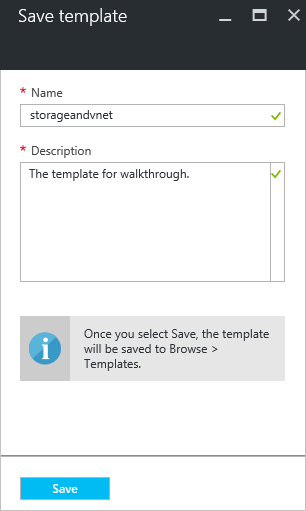 Save template
* Name
storageandvnet
* Description
The template for walkthrough.
Once you select Save, the template
will be saved to Browse >
Templates.
Save